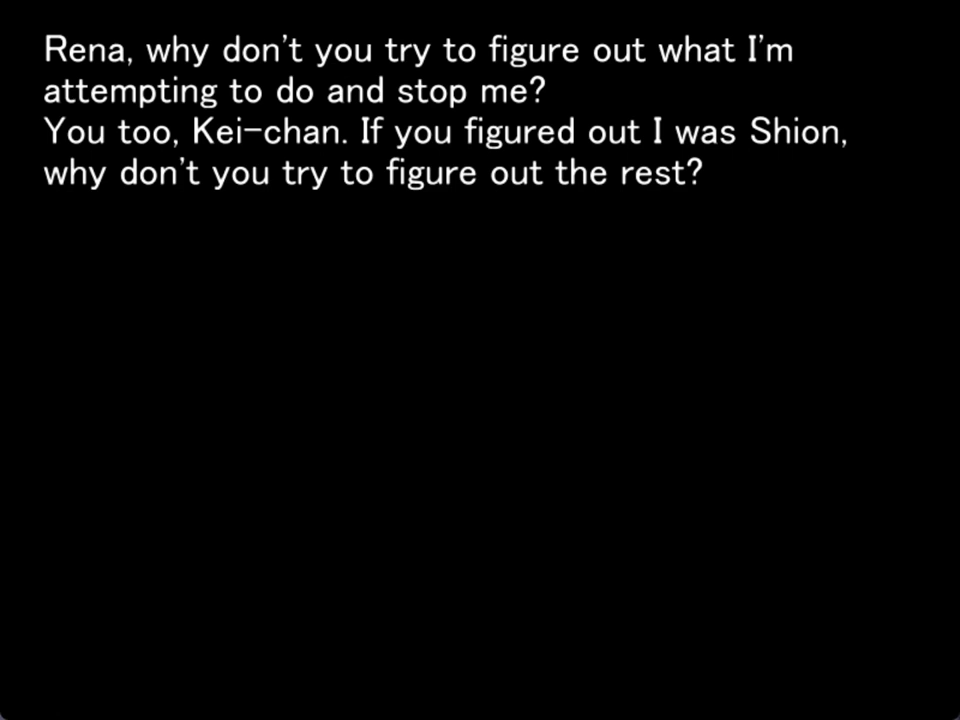 Rena, why don't you try to figure out what I'm
attempting to do and stop me?
You too, Kei-chan. If you figured out I was Shion,
why don't you try to figure out the rest?